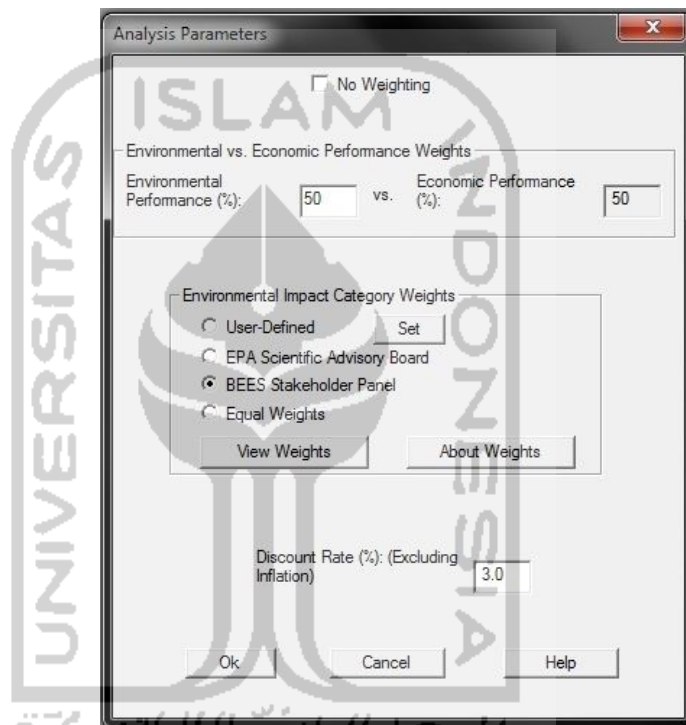 Analysis Parameters
No Weighting
Environmental vs. Economic Performance Weights
Environmental
Performance (%):
50
vs.
Economic Performance
(%):
50
Environmental Impact Category Weights
User-Defined
Set
EPA Scientific Advisory Board
BEES Stakeholder Panel
Equal Weights
View Weights
About Weights
Discount Rate (%): (Excluding
Inflation)
3.0
Ok
Cancel
Help
UNIVERSITAS
ISLAM
INDONESIA